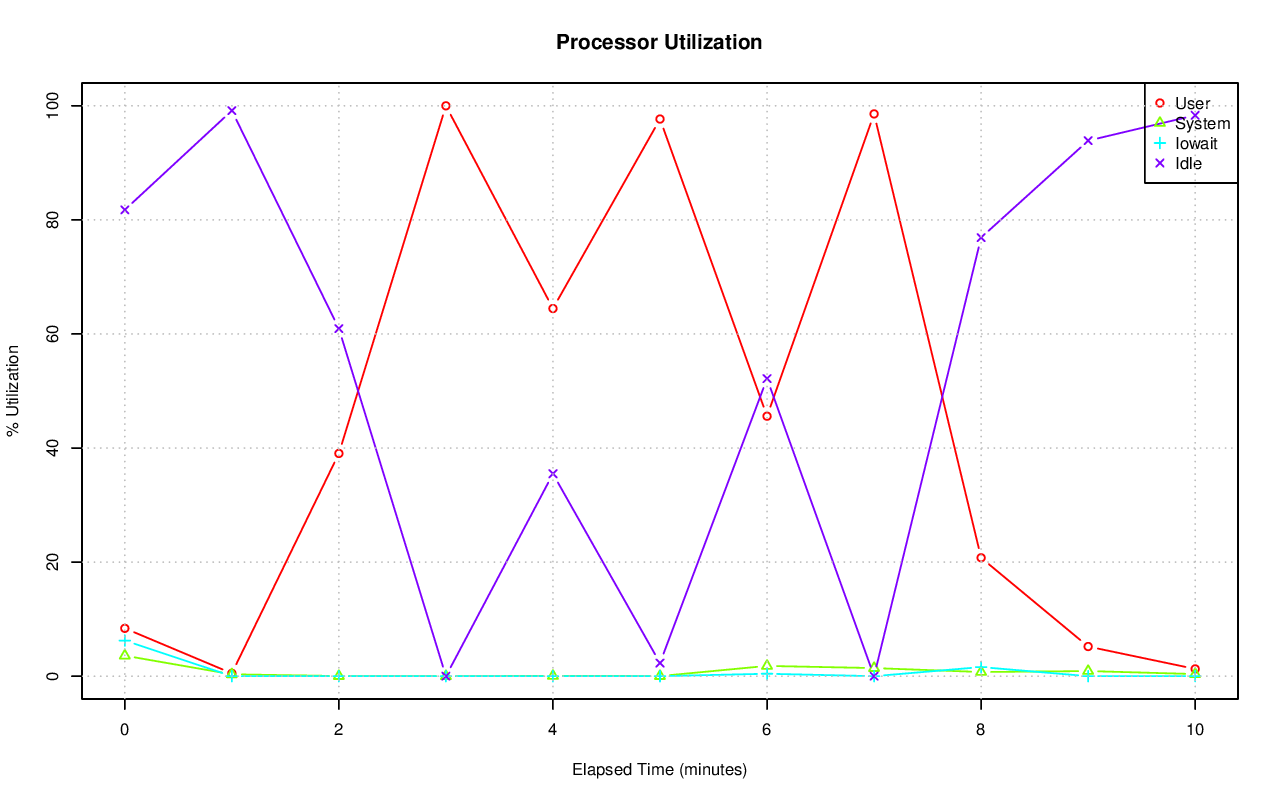 Processor Utilization
% Utilization
100
80
60
40
20
0
User
System
Iowait
Idle
0 2 4 6 8 10
Elapsed Time (minutes)